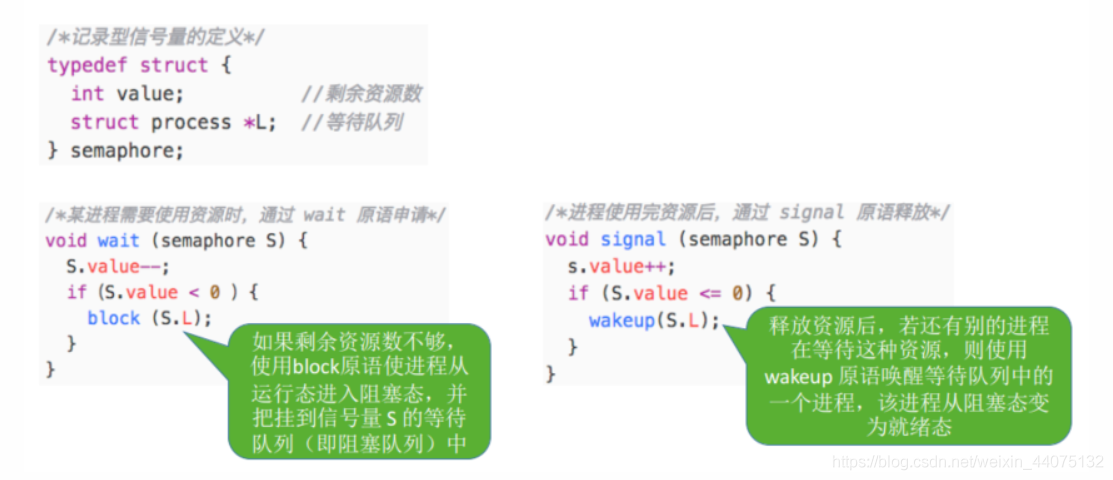 /*记录型信号量的定义*/
typedef struct {
int value; //剩余资源数
struct process *L; //等待队列
} semaphore;
/*某进程需要使用资源时，通过 wait 原语申请*/
void wait (semaphore S) {
S.value--;
if (S.value < 0 ) {
block (S.L);
}
}
如果剩余资源数不够，
使用block原语使进程从
运行态进入阻塞态，并
把挂到信号量 S 的等待
队列（即阻塞队列）中
/*进程使用完资源后，通过 signal 原语释放*/
void signal (semaphore S) {
s.value++;
if (S.value <= 0) {
wakeup(S.L);
}
}
释放资源后，若还有别的进程
在等待这种资源，则使用
wakeup 原语唤醒等待队列中的
一个进程，该进程从阻塞态变
为就绪态
https://blog.csdn.net/weixin_44075132